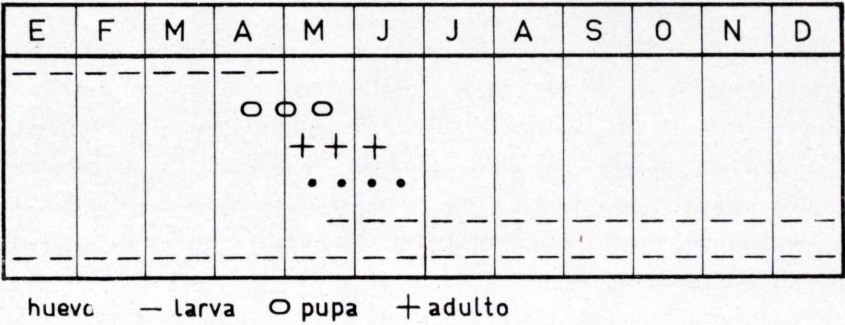 E F M A M J J A S O N D
huevo — larva O pupa + adulto